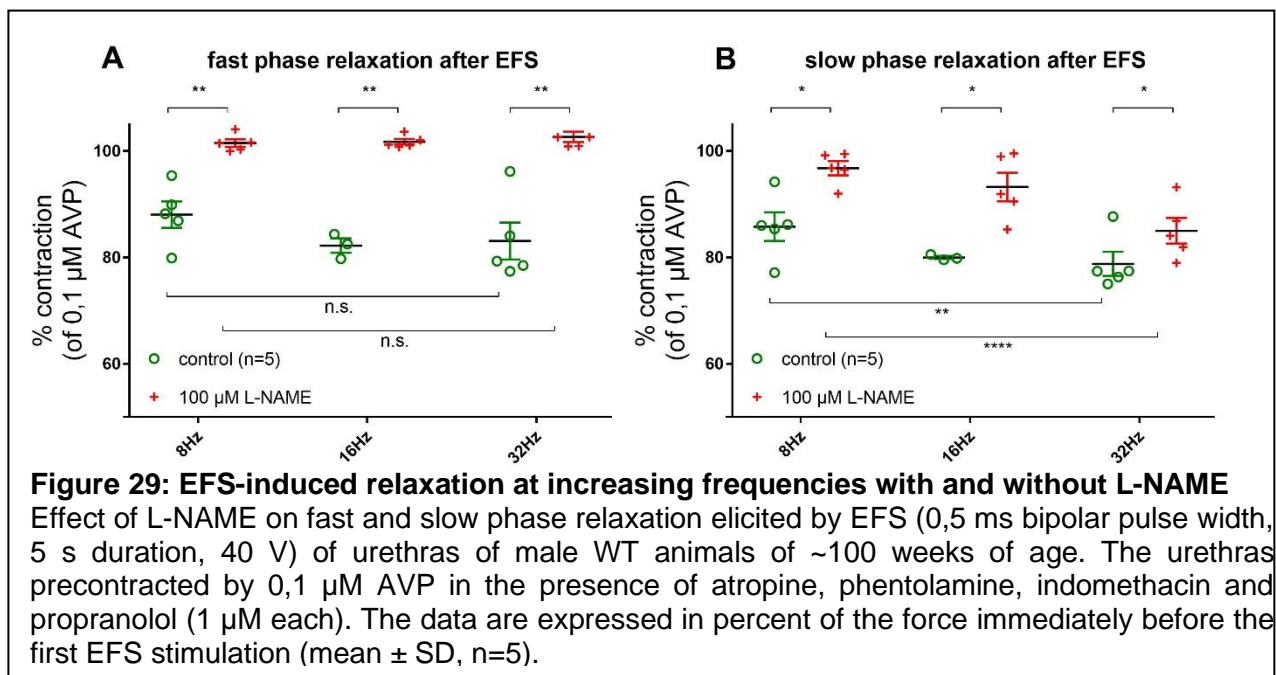 A fast phase relaxation after EFS
** ** **
100
80
60
% contraction
(of 0,1 µM AVP)
n.s.
n.s.
control (n=5)
100 µM L-NAME
8Hz
16Hz
32Hz
B slow phase relaxation after EFS
* * *
100
80
60
% contraction
(of 0,1 µM AVP)
**
****
control (n=5)
100 µM L-NAME
8Hz
16Hz
32Hz
Figure 29: EFS-induced relaxation at increasing frequencies with and without L-NAME
Effect of L-NAME on fast and slow phase relaxation elicited by EFS (0,5 ms bipolar pulse width,
5 s duration, 40 V) of urethras of male WT animals of ~100 weeks of age. The urethras
precontracted by 0,1 µM AVP in the presence of atropine, phentolamine, indomethacin and
propranolol (1 µM each). The data are expressed in percent of the force immediately before the
first EFS stimulation (mean ± SD, n=5).